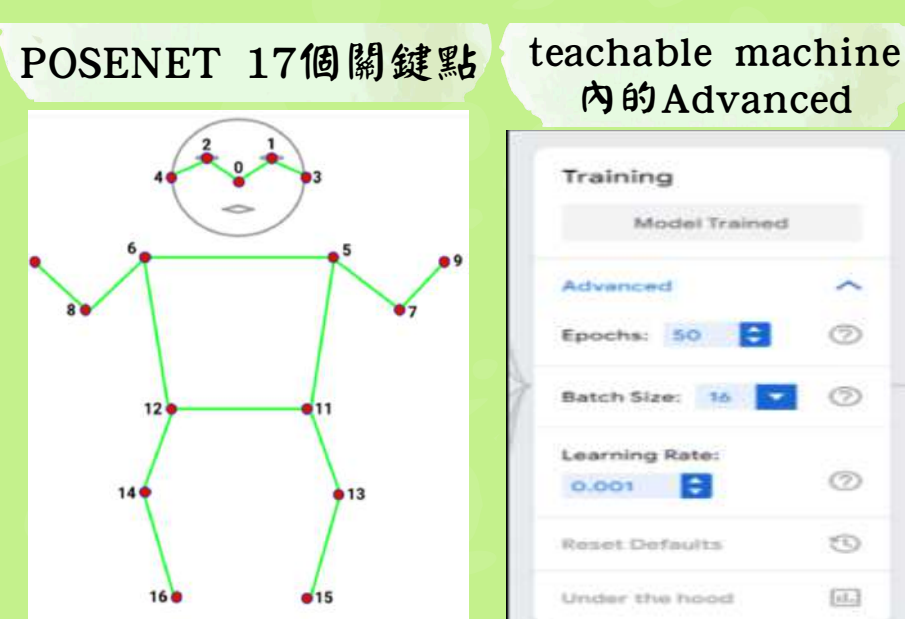 POSENET 17個關鍵點
2
1
0
4
3
6
5
9
8
7
12
11
14
13
16
15
teachable machine
內的Advanced
Training
Model Trained
Advanced
Epochs: 50
Batch Size: 16
Learning Rate:
0.001
Reset Defaults
Under the hood